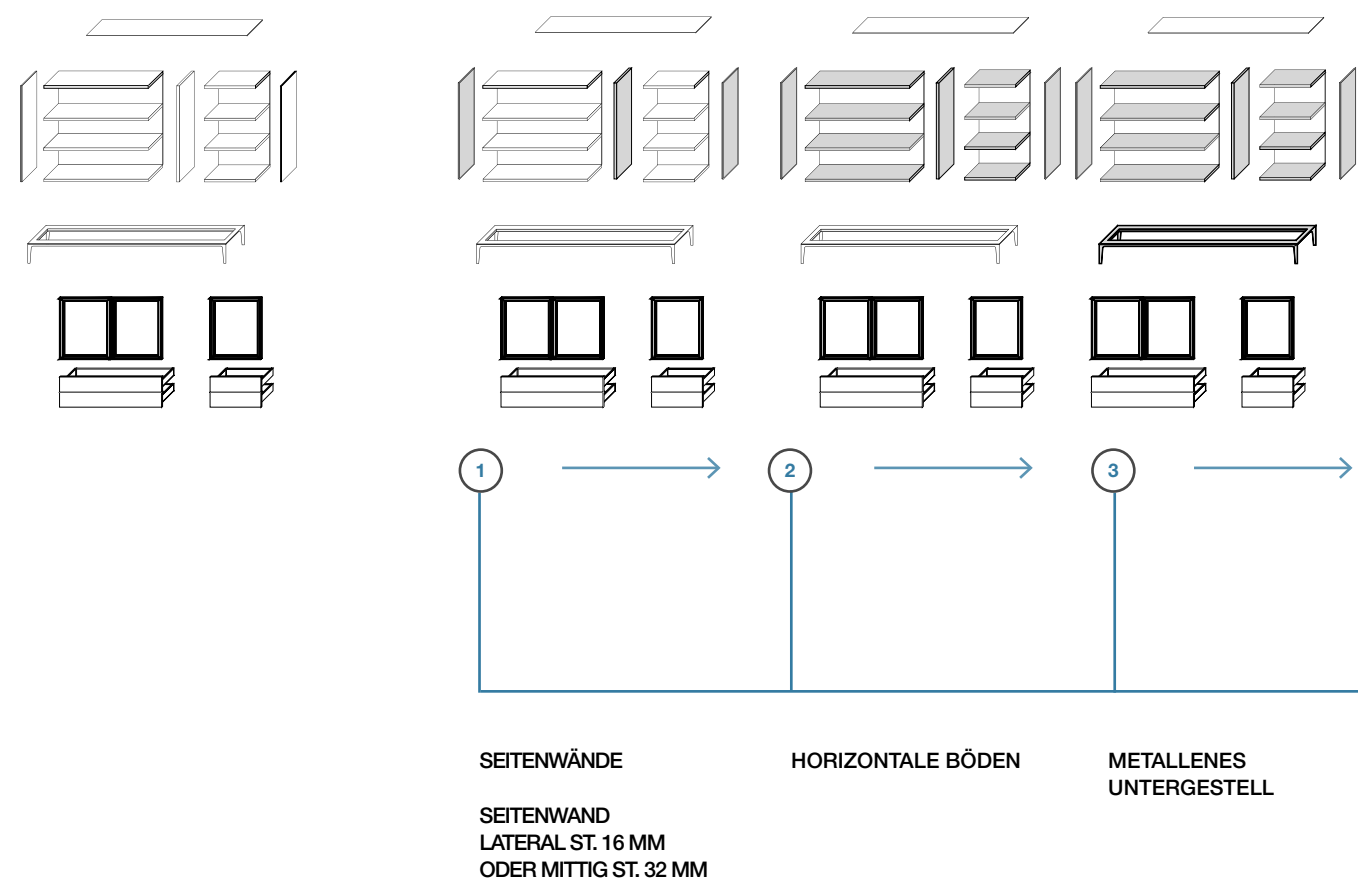 1
2
3
SEITENWÄNDE
SEITENWAND
LATERAL ST. 16 MM
ODER MITTIG ST. 32 MM
HORIZONTALE BÖDEN
METALLENES
UNTERGESTELL